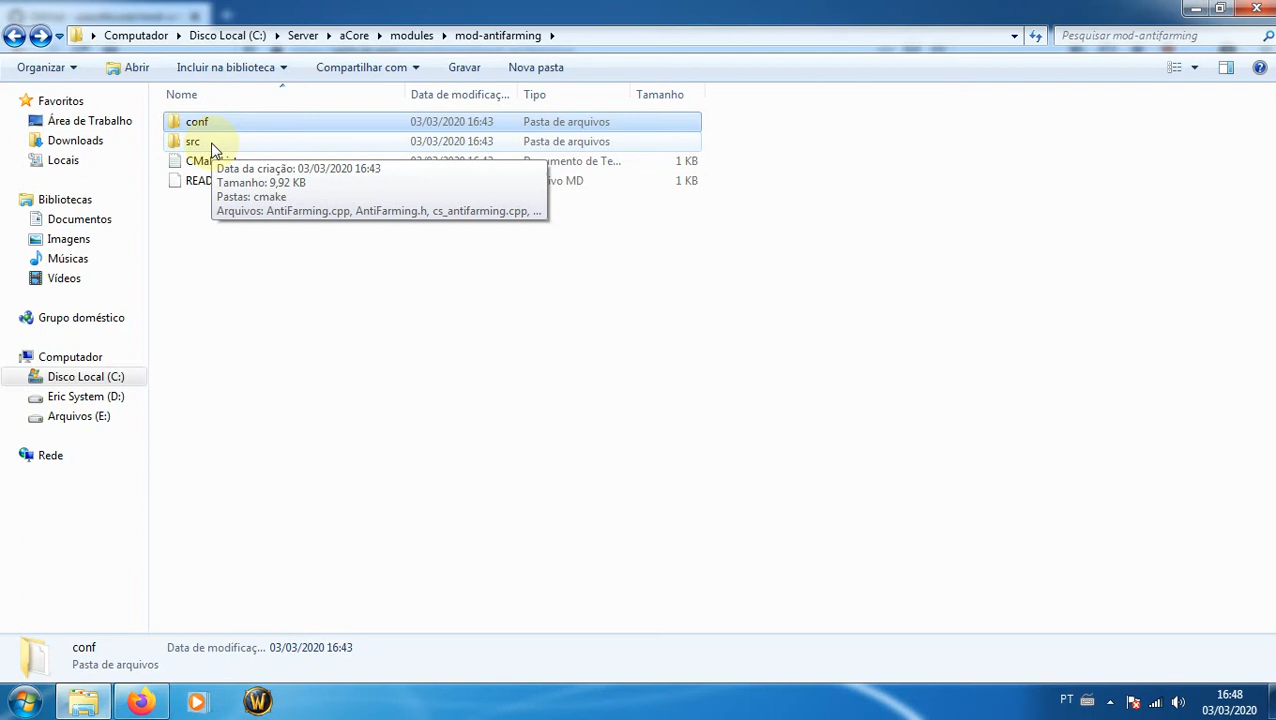 Computador Disco Local (C:) Server aCore modules mod-antifarming
Pesquisar mod-antifarming
Organizar Abrir Incluir na biblioteca Compartilhar com Gravar Nova pasta
Nome Data de modificaç... Tipo Tamanho
Favoritos
Área de Trabalho
Downloads
Locais
Bibliotecas
Documentos
Imagens
Músicas
Vídeos
Grupo doméstico
Computador
Disco Local (C:)
Eric System (D:)
Arquivos (E:)
Rede
conf 03/03/2020 16:43 Pasta de arquivos
src 03/03/2020 16:43 Pasta de arquivos
1 KB
READ MD 1 KB
Data da criação: 03/03/2020 16:43
Tamanho: 9,92 KB
Pastas: cmake
Arquivos: AntiFarming.cpp, AntiFarming.h, cs_antifarming.cpp, ...
conf Data de modificaç... 03/03/2020 16:43
Pasta de arquivos
PT
16:48
03/03/2020